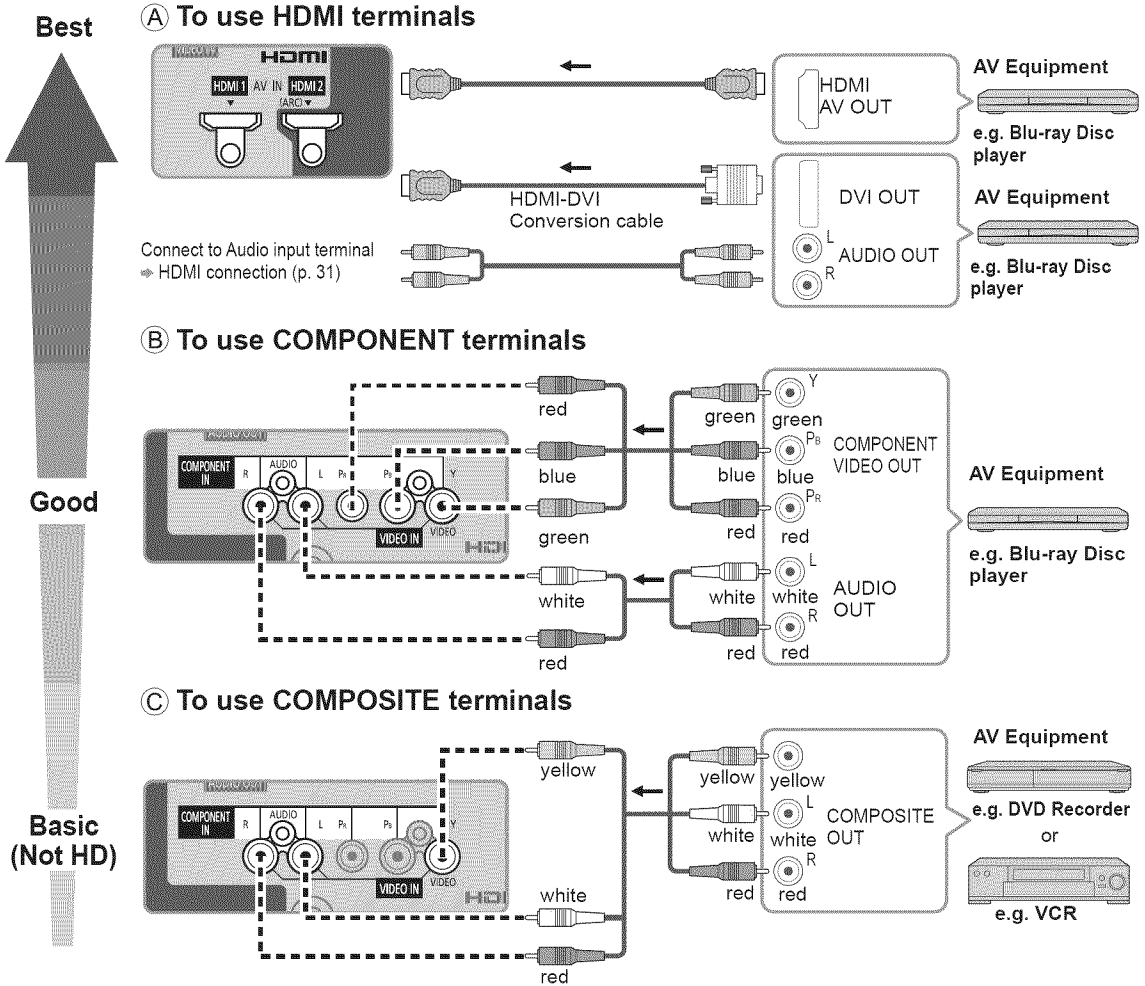 Best
Ⓐ To use HDMI terminals
HDMI
HDMI 1 AV IN HDMI 2
(ARC)
HDMI
AV OUT
AV Equipment
e.g. Blu-ray Disc
player
HDMI-DVI
Conversion cable
DVI OUT
L
AUDIO OUT
R
AV Equipment
e.g. Blu-ray Disc
player
Connect to Audio input terminal
⇒ HDMI connection (p. 31)
Ⓑ To use COMPONENT terminals
Good
AUDIO OUT
COMPONENT
IN
R
AUDIO
L
PR
PB
Y
VIDEO IN
VIDEO
HDI
red
blue
green
white
red
green
blue
red
white
red
Y
green
PB
blue
PR
red
L
white
R
red
COMPONENT
VIDEO OUT
AUDIO
OUT
AV Equipment
e.g. Blu-ray Disc
player
Ⓒ To use COMPOSITE terminals
Basic
(Not HD)
AUDIO OUT
COMPONENT
IN
R
AUDIO
L
PR
PB
Y
VIDEO IN
VIDEO
HDI
yellow
white
red
yellow
white
red
yellow
L
white
R
red
COMPOSITE
OUT
AV Equipment
e.g. DVD Recorder
or
e.g. VCR